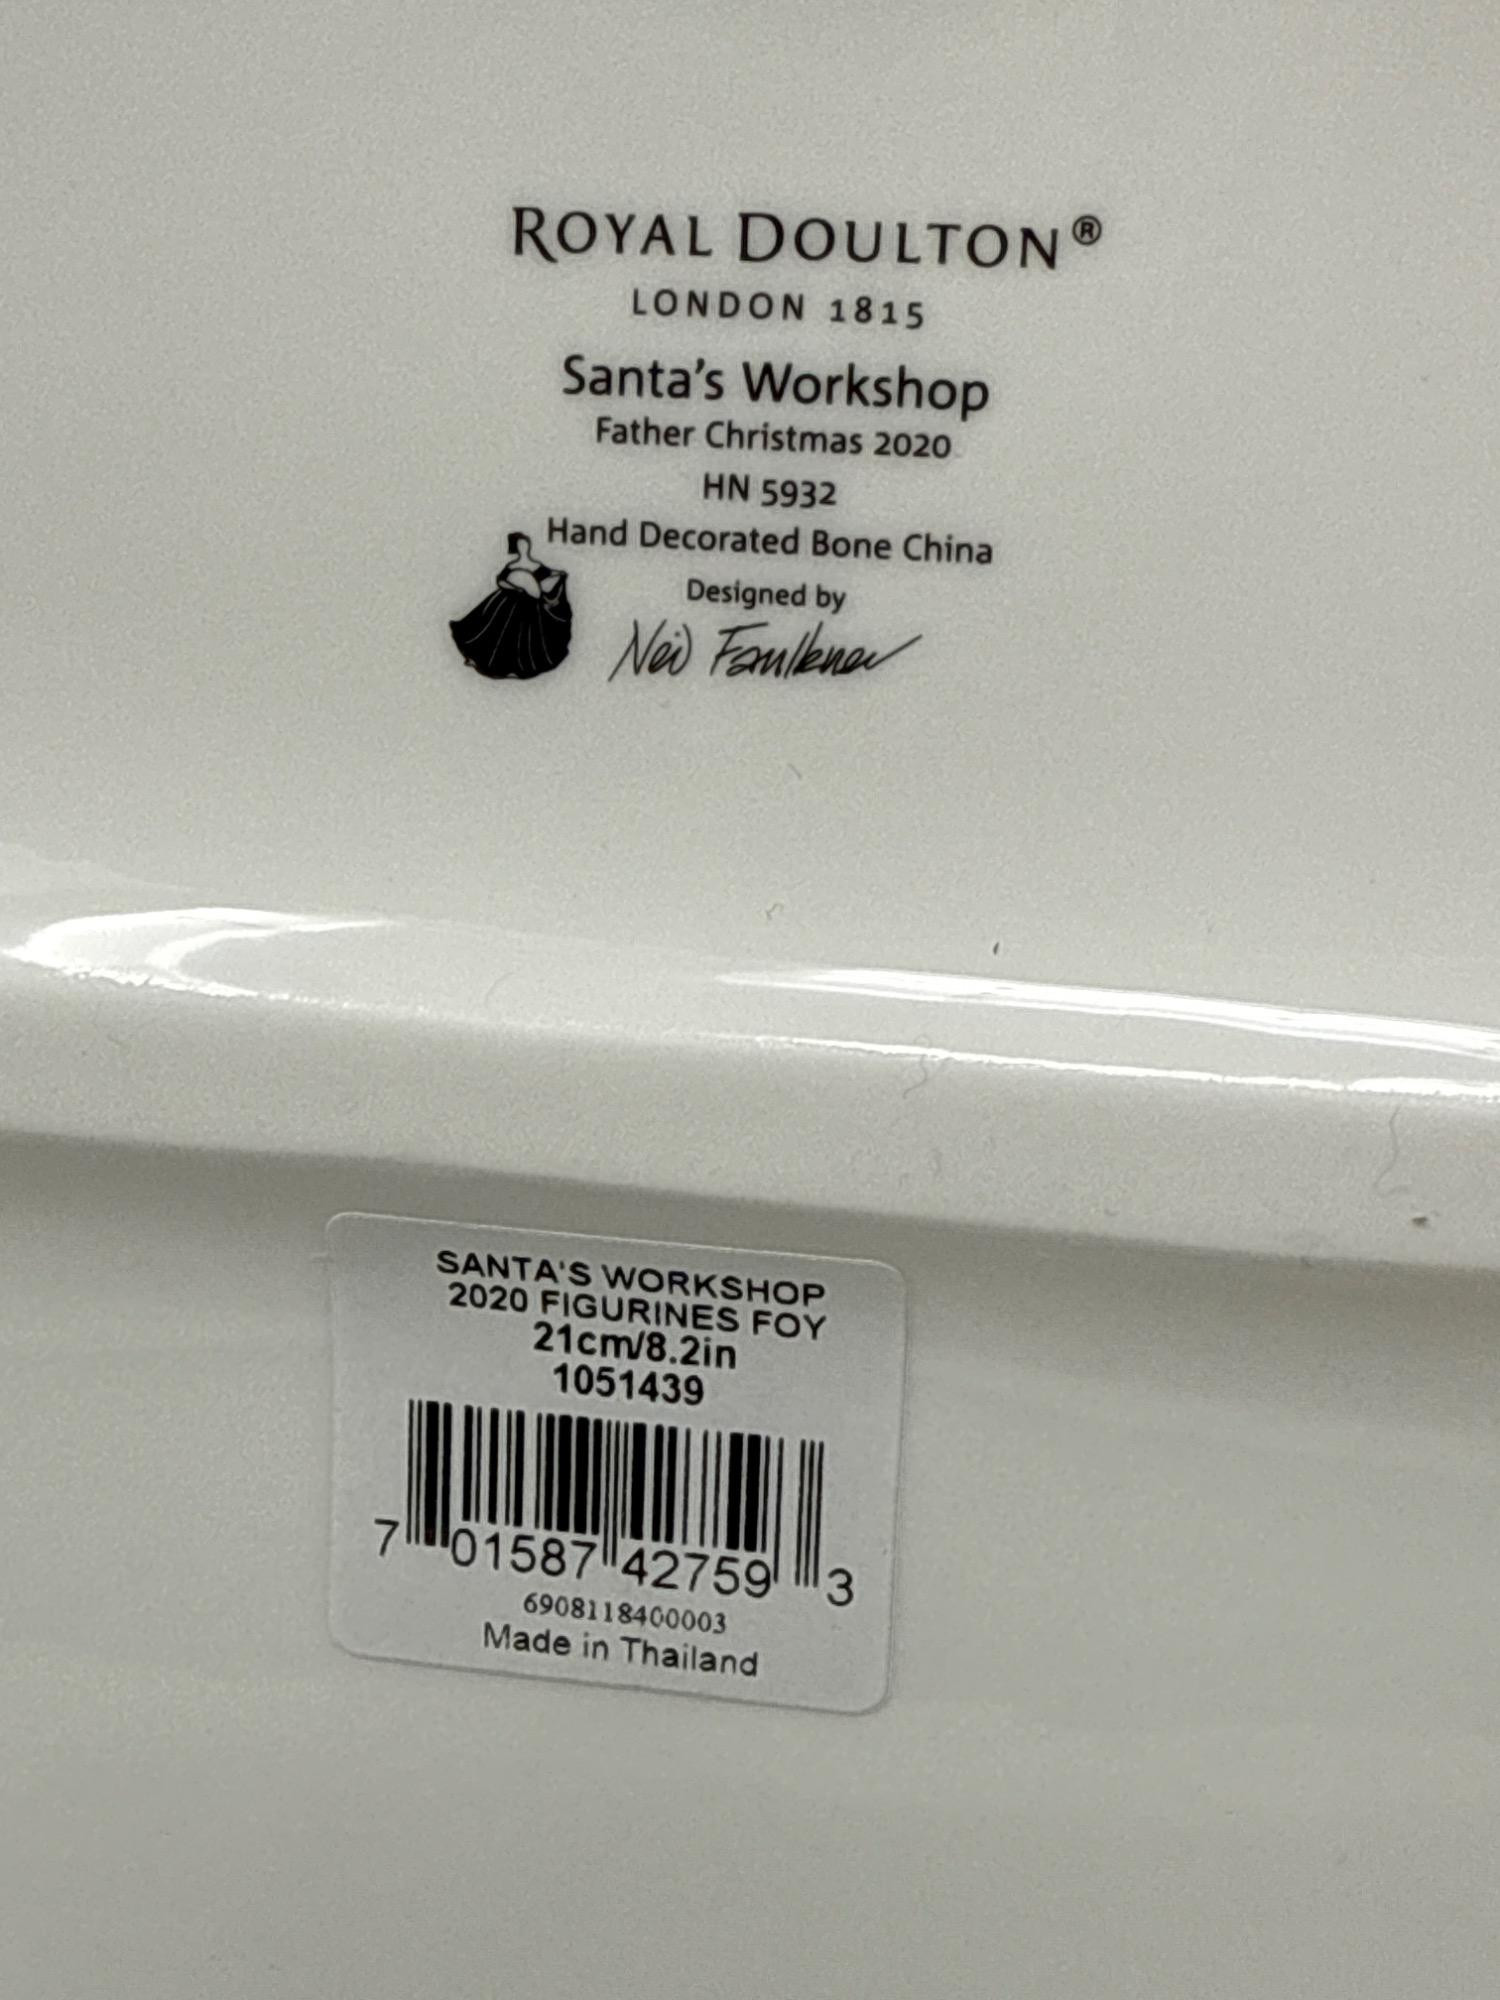 ROYAL DOULTON®
LONDON 1815
Santa's Workshop
Father Christmas 2020
HN 5932
Hand Decorated Bone China
Designed by
Neil Faulkner
SANTA'S WORKSHOP
2020 FIGURINES FOY
21cm/8.2in
1051439
7 01587 42759 3
6908118400003
Made in Thailand